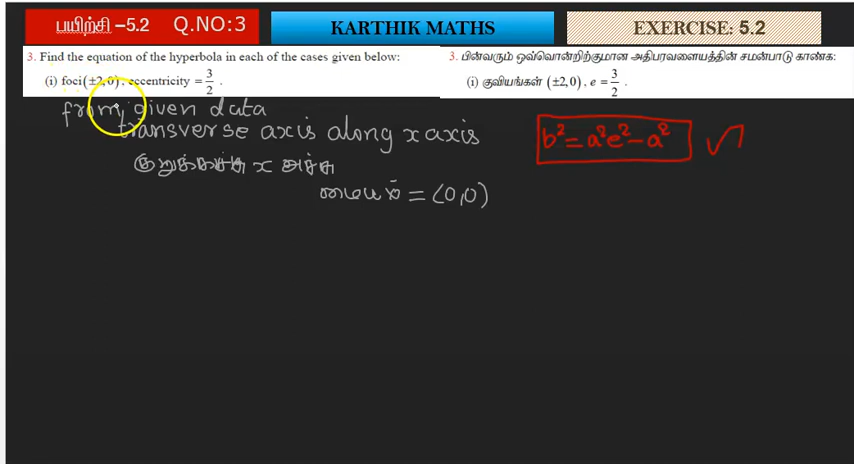 பயிற்சி –5.2 Q.NO:3 KARTHIK MATHS EXERCISE: 5.2
3. Find the equation of the hyperbola in each of the cases given below:
(i) foci (±2,0), eccentricity = 3/2 .
3. பின்வரும் ஒவ்வொன்றிற்குமான அதிபரவளையத்தின் சமன்பாடு காண்க:
(i) குவியங்கள் (±2,0), e = 3/2 .
from given data
transverse axis along x axis
குறுக்கச்சு x அச்சு
மையம் = (0,0)
b² = a²e² – a²